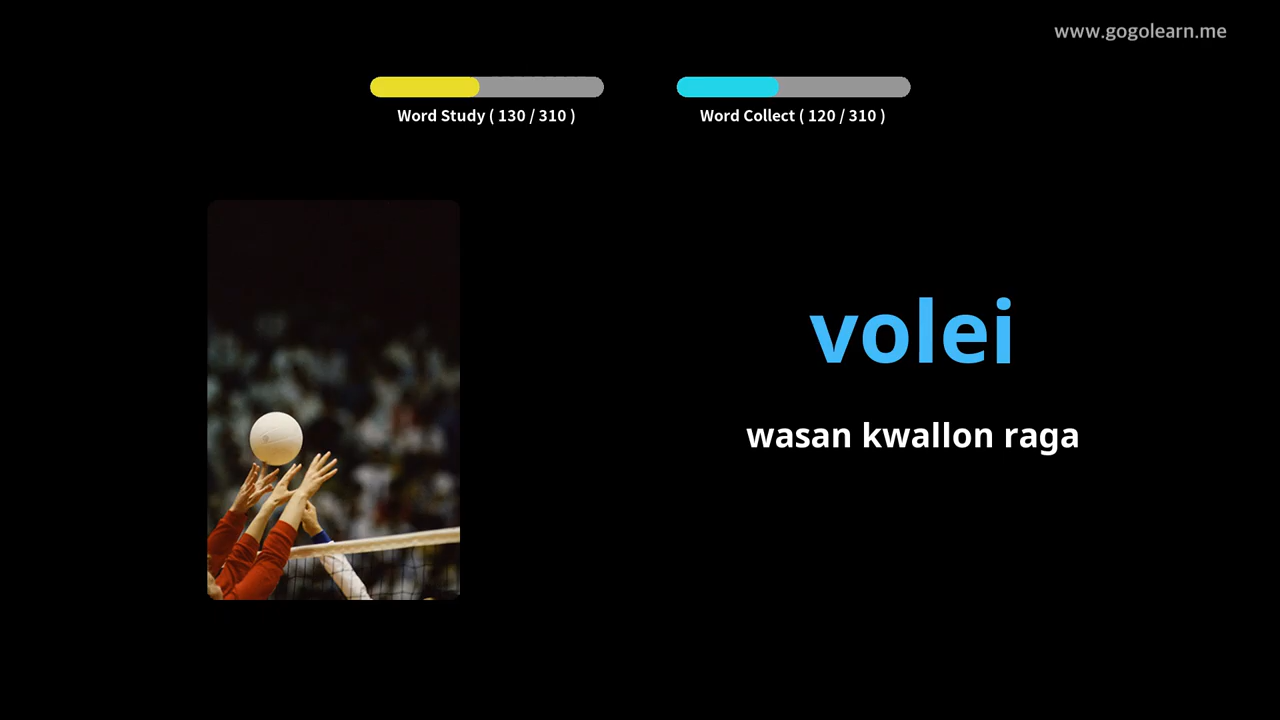 www.gogolearn.me
Word Study ( 130 / 310 )
Word Collect ( 120 / 310 )
volei
wasan kwallon raga